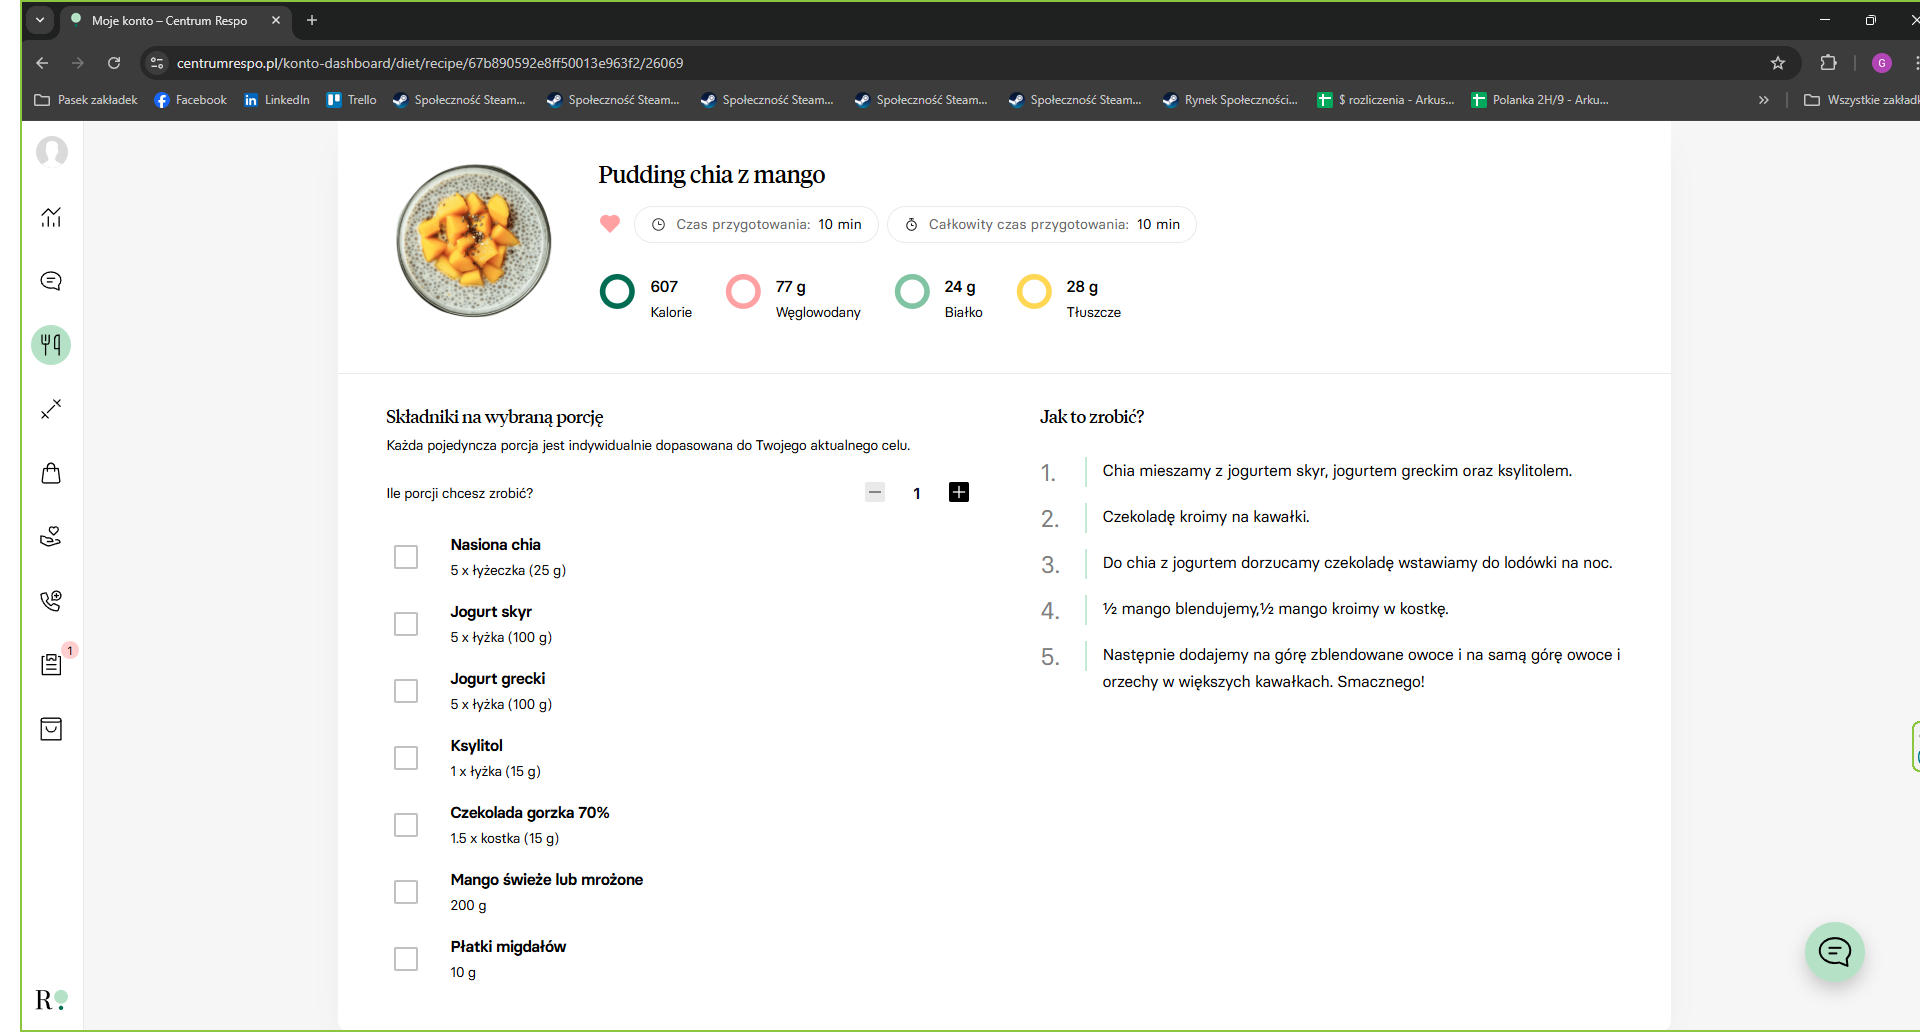 Moje konto – Centrum Respo
centrumrespo.pl/konto-dashboard/diet/recipe/67b890592e8ff50013e963f2/26069
G
Pasek zakładek
Facebook
LinkedIn
Trello
Społeczność Steam...
Społeczność Steam...
Społeczność Steam...
Społeczność Steam...
Społeczność Steam...
Rynek Społeczności...
$ rozliczenia - Arkus...
Polanka 2H/9 - Arku...
Wszystkie zakładk
Pudding chia z mango
Czas przygotowania: 10 min
Całkowity czas przygotowania: 10 min
607
Kalorie
77 g
Węglowodany
24 g
Białko
28 g
Tłuszcze
Składniki na wybraną porcję
Każda pojedyncza porcja jest indywidualnie dopasowana do Twojego aktualnego celu.
Ile porcji chcesz zrobić?
1
Nasiona chia
5 x łyżeczka (25 g)
Jogurt skyr
5 x łyżka (100 g)
Jogurt grecki
5 x łyżka (100 g)
Ksylitol
1 x łyżka (15 g)
Czekolada gorzka 70%
1.5 x kostka (15 g)
Mango świeże lub mrożone
200 g
Płatki migdałów
10 g
Jak to zrobić?
1. Chia mieszamy z jogurtem skyr, jogurtem greckim oraz ksylitolem.
2. Czekoladę kroimy na kawałki.
3. Do chia z jogurtem dorzucamy czekoladę wstawiamy do lodówki na noc.
4. ½ mango blendujemy,½ mango kroimy w kostkę.
5. Następnie dodajemy na górę zblendowane owoce i na samą górę owoce i
orzechy w większych kawałkach. Smacznego!
1
R